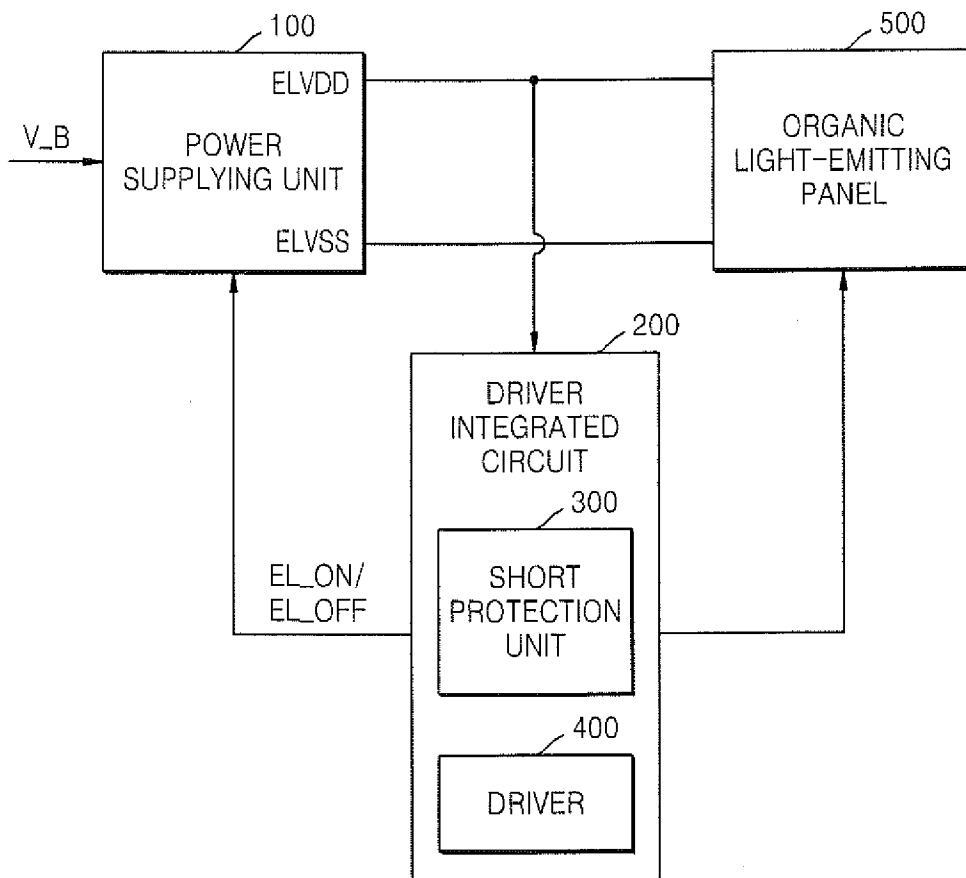 100
500
ELVDD
V_B
POWER
SUPPLYING UNIT
ORGANIC
LIGHT-EMITTING
PANEL
ELVSS
200
DRIVER
INTEGRATED
CIRCUIT
300
EL_ON/
EL_OFF
SHORT
PROTECTION
UNIT
400
DRIVER